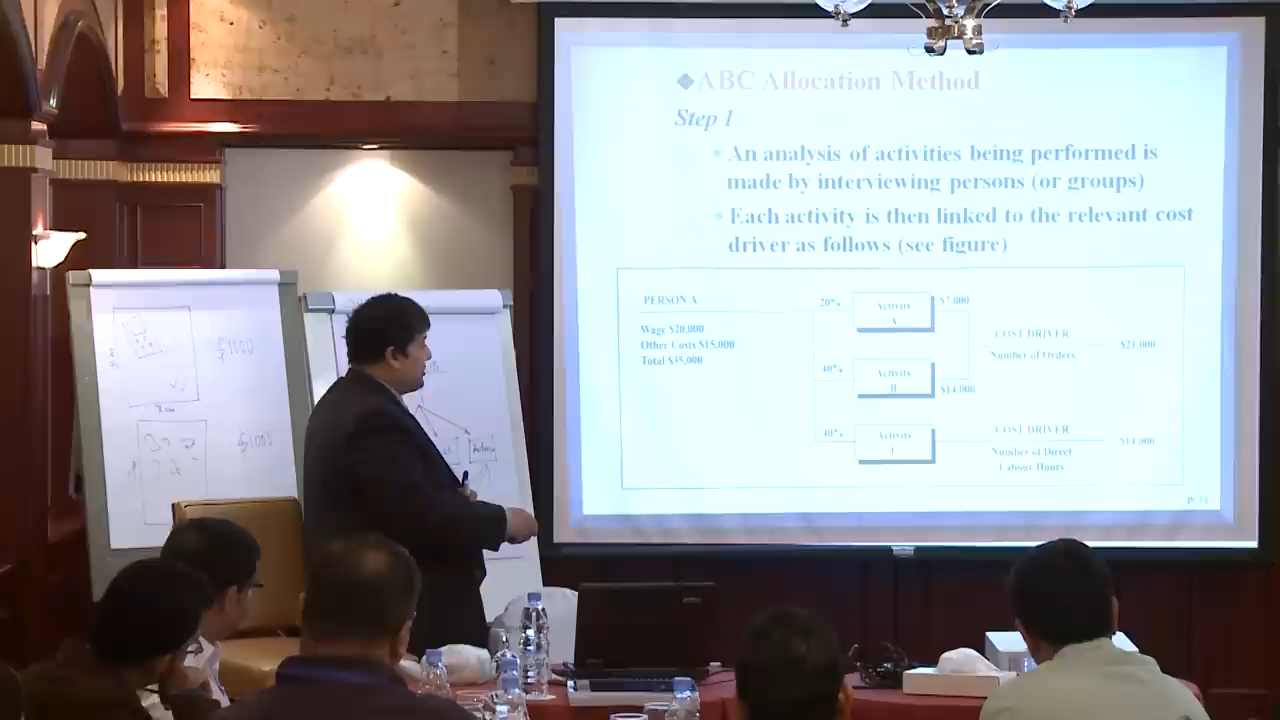 ◆ABC Allocation Method
Step 1
An analysis of activities being performed is
made by interviewing persons (or groups)
Each activity is then linked to the relevant cost
driver as follows (see figure)
PERSON A
Wage $20,000
Other Costs $15,000
Total $35,000
20%
Activity
A
$7,000
40%
Activity
B
$14,000
COST DRIVER
Number of Orders
$21,000
40%
Activity
C
COST DRIVER
Number of Direct
Labour Hours
$14,000
$1000
$1000
Activity